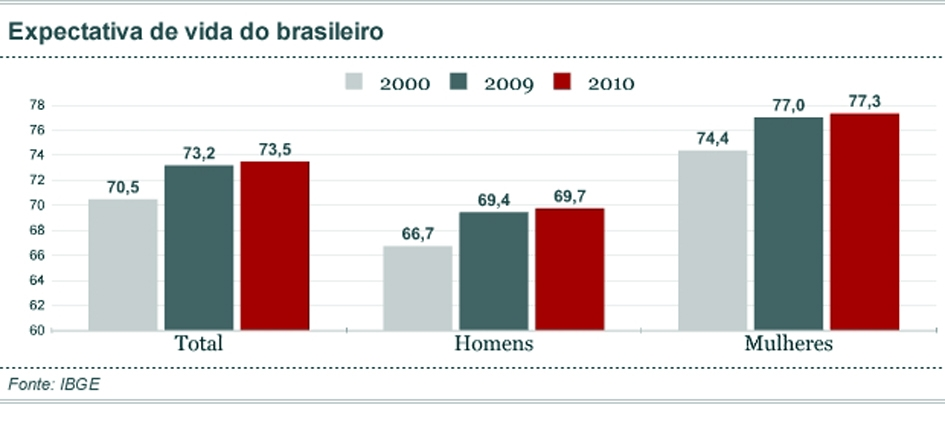 Expectativa de vida do brasileiro
2000 2009 2010
78
76
74
72
70
68
66
64
62
60
70,5 73,2 73,5
66,7 69,4 69,7
74,4 77,0 77,3
Total Homens Mulheres
Fonte: IBGE